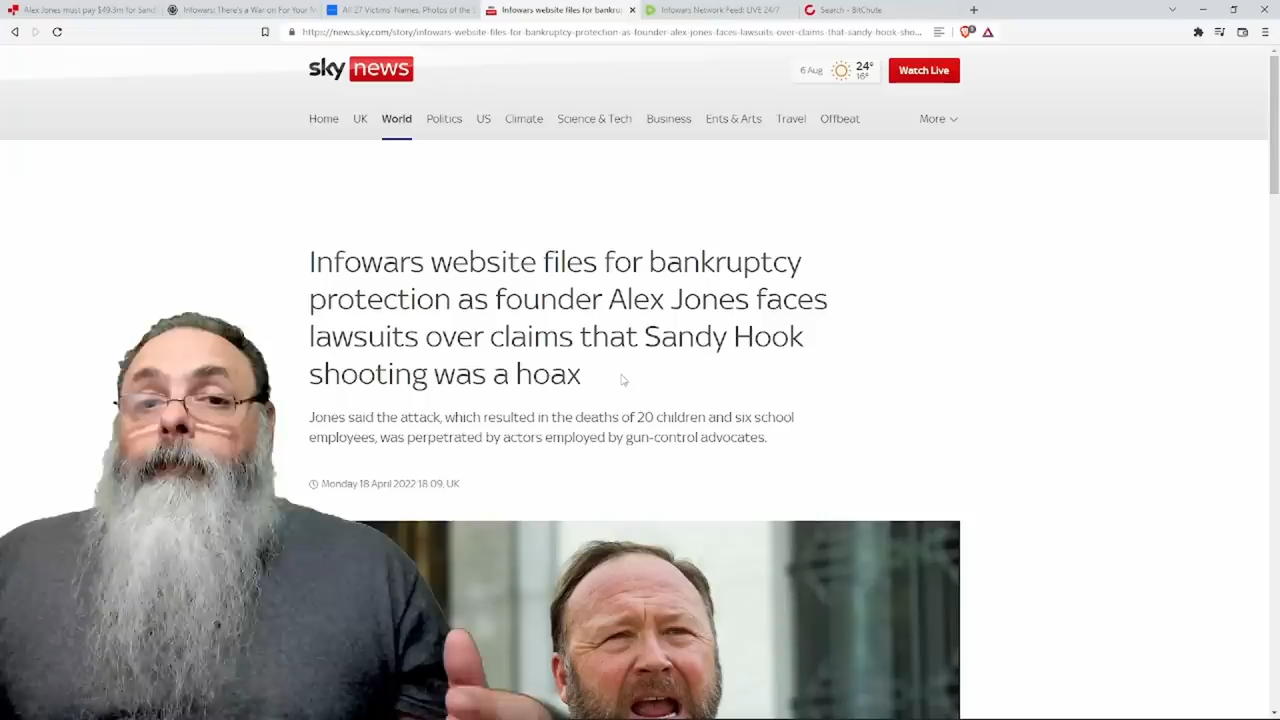 Alex Jones must pay $49.3m for Sand
Infowars: There's a War on For Your M
All 27 Victims' Names, Photos of the S
Infowars website files for bankru
Infowars Network Feed: LIVE 24/7
Search - BitChute
https://news.sky.com/story/infowars-website-files-for-bankruptcy-protection-as-founder-alex-jones-faces-lawsuits-over-claims-that-sandy-hook-sho...
sky news
6 Aug
24°
16°
Watch Live
Home UK World Politics US Climate Science & Tech Business Ents & Arts Travel Offbeat More
Infowars website files for bankruptcy
protection as founder Alex Jones faces
lawsuits over claims that Sandy Hook
shooting was a hoax
Jones said the attack, which resulted in the deaths of 20 children and six school
employees, was perpetrated by actors employed by gun-control advocates.
Monday 18 April 2022 18:09, UK